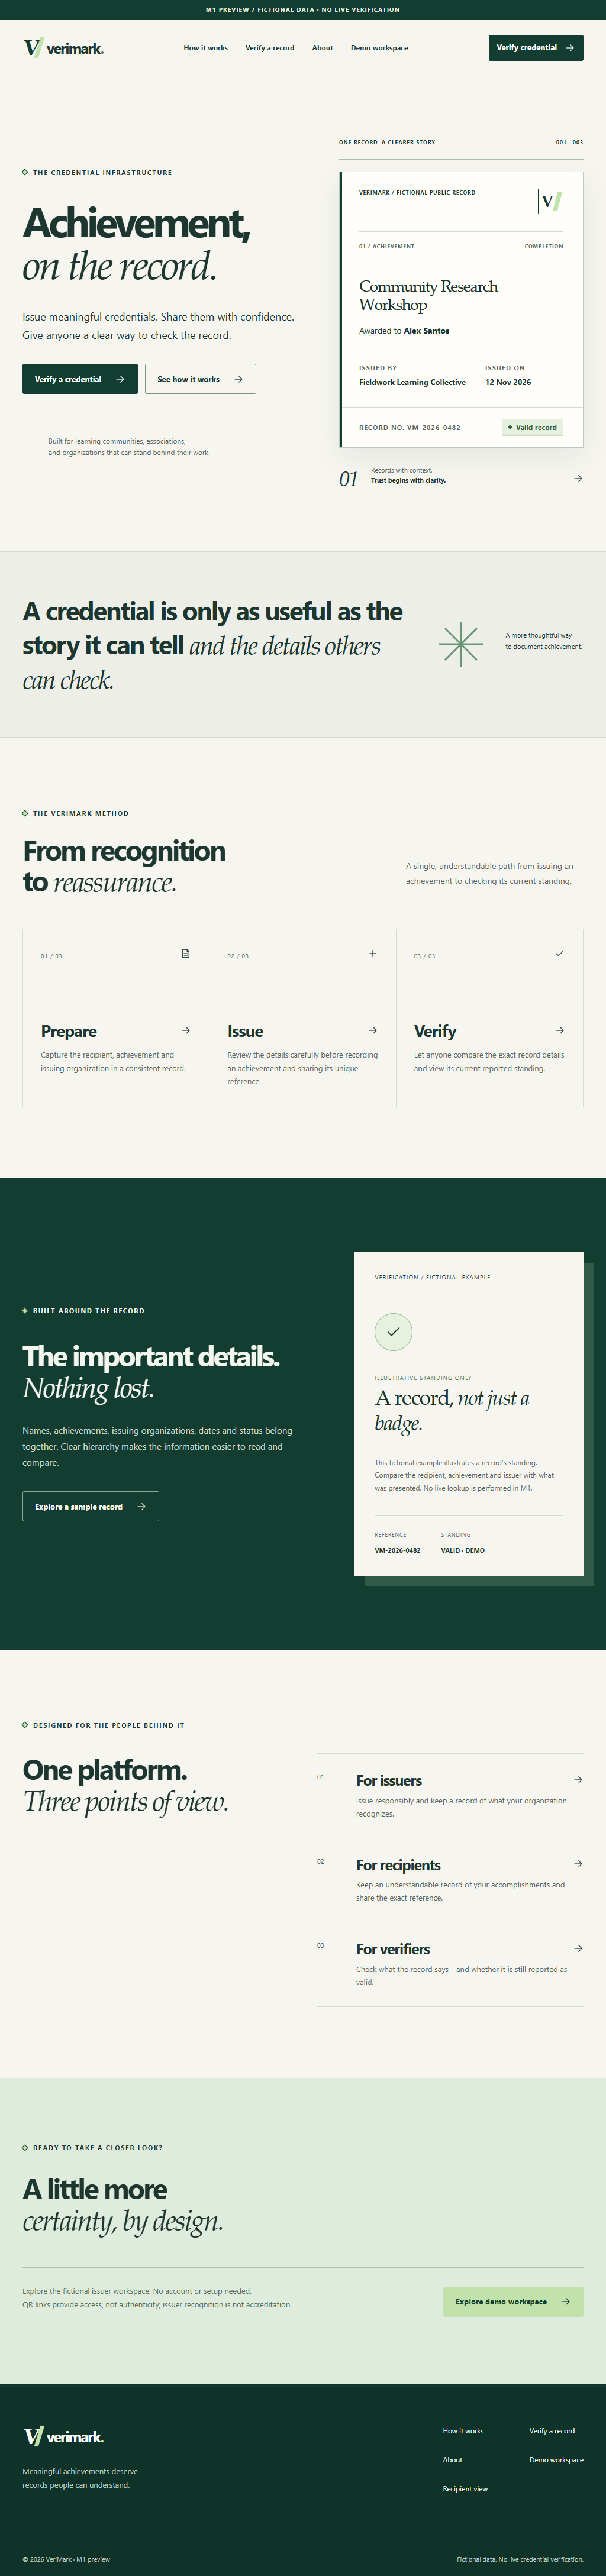 M1 PREVIEW / FICTIONAL DATA · NO LIVE VERIFICATION
V verimark.
How it works
Verify a record
About
Demo workspace
Verify credential
THE CREDENTIAL INFRASTRUCTURE
Achievement,
on the record.
Issue meaningful credentials. Share them with confidence.
Give anyone a clear way to check the record.
Verify a credential
See how it works
Built for learning communities, associations,
and organizations that can stand behind their work.
ONE RECORD. A CLEARER STORY.
001—003
VERIMARK / FICTIONAL PUBLIC RECORD
V
01 / ACHIEVEMENT
COMPLETION
Community Research
Workshop
Awarded to Alex Santos
ISSUED BY
ISSUED ON
Fieldwork Learning Collective
12 Nov 2026
RECORD NO. VM-2026-0482
Valid record
01
Records with context.
Trust begins with clarity.
A credential is only as useful as the
story it can tell and the details others
can check.
A more thoughtful way
to document achievement.
THE VERIMARK METHOD
From recognition
to reassurance.
A single, understandable path from issuing an
achievement to checking its current standing.
01 / 03
Prepare
Capture the recipient, achievement and
issuing organization in a consistent record.
02 / 03
Issue
Review the details carefully before recording
an achievement and sharing its unique
reference.
03 / 03
Verify
Let anyone compare the exact record details
and view its current reported standing.
BUILT AROUND THE RECORD
The important details.
Nothing lost.
Names, achievements, issuing organizations, dates and status belong
together. Clear hierarchy makes the information easier to read and
compare.
Explore a sample record
VERIFICATION / FICTIONAL EXAMPLE
ILLUSTRATIVE STANDING ONLY
A record, not just a
badge.
This fictional example illustrates a record's standing.
Compare the recipient, achievement and issuer with what
was presented. No live lookup is performed in M1.
REFERENCE
STANDING
VM-2026-0482
VALID · DEMO
DESIGNED FOR THE PEOPLE BEHIND IT
One platform.
Three points of view.
01
For issuers
Issue responsibly and keep a record of what your organization
recognizes.
02
For recipients
Keep an understandable record of your accomplishments and
share the exact reference.
03
For verifiers
Check what the record says—and whether it is still reported as
valid.
READY TO TAKE A CLOSER LOOK?
A little more
certainty, by design.
Explore the fictional issuer workspace. No account or setup needed.
QR links provide access, not authenticity; issuer recognition is not accreditation.
Explore demo workspace
V verimark.
Meaningful achievements deserve
records people can understand.
How it works
Verify a record
About
Demo workspace
Recipient view
© 2026 VeriMark · M1 preview
Fictional data. No live credential verification.